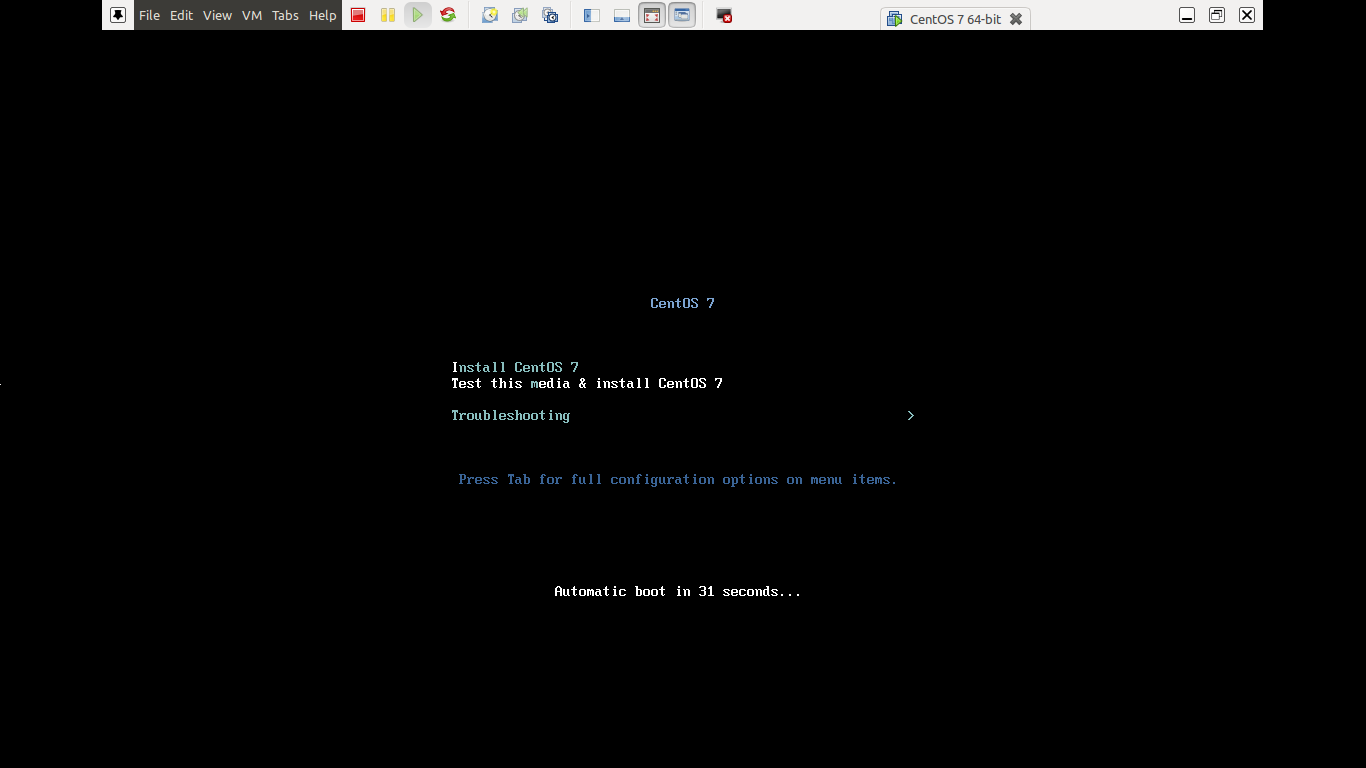 File Edit View VM Tabs Help CentOS 7 64-bit
CentOS 7
Install CentOS 7
Test this media & install CentOS 7
Troubleshooting >
Press Tab for full configuration options on menu items.
Automatic boot in 31 seconds...